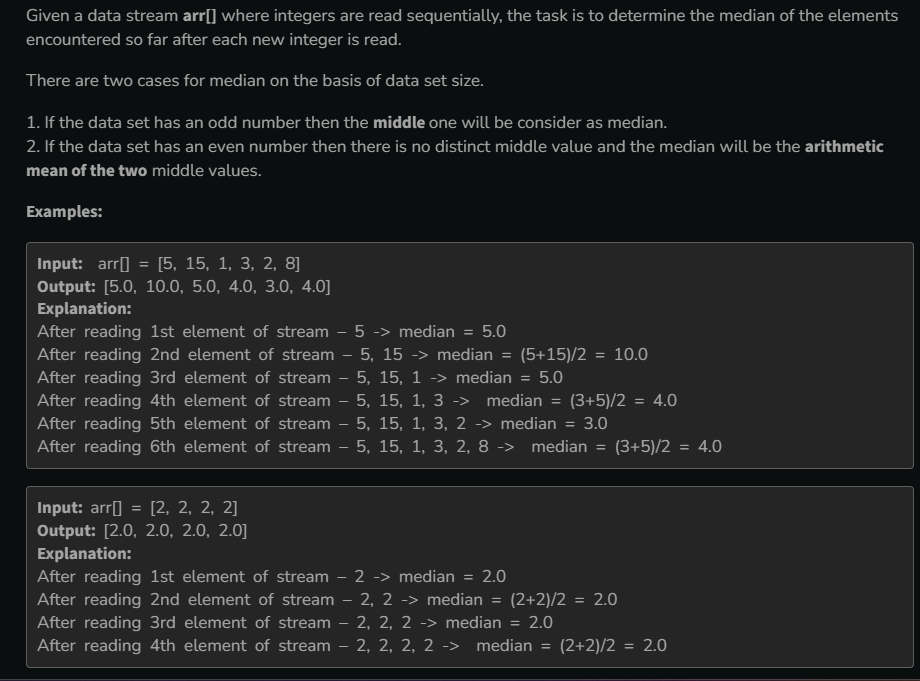 Given a data stream arr[] where integers are read sequentially, the task is to determine the median of the elements
encountered so far after each new integer is read.
There are two cases for median on the basis of data set size.
1. If the data set has an odd number then the middle one will be consider as median.
2. If the data set has an even number then there is no distinct middle value and the median will be the arithmetic
mean of the two middle values.
Examples:
Input: arr[] = [5, 15, 1, 3, 2, 8]
Output: [5.0, 10.0, 5.0, 4.0, 3.0, 4.0]
Explanation:
After reading 1st element of stream – 5 -> median = 5.0
After reading 2nd element of stream – 5, 15 -> median = (5+15)/2 = 10.0
After reading 3rd element of stream – 5, 15, 1 -> median = 5.0
After reading 4th element of stream – 5, 15, 1, 3 -> median = (3+5)/2 = 4.0
After reading 5th element of stream – 5, 15, 1, 3, 2 -> median = 3.0
After reading 6th element of stream – 5, 15, 1, 3, 2, 8 -> median = (3+5)/2 = 4.0
Input: arr[] = [2, 2, 2, 2]
Output: [2.0, 2.0, 2.0, 2.0]
Explanation:
After reading 1st element of stream – 2 -> median = 2.0
After reading 2nd element of stream – 2, 2 -> median = (2+2)/2 = 2.0
After reading 3rd element of stream – 2, 2, 2 -> median = 2.0
After reading 4th element of stream – 2, 2, 2, 2 -> median = (2+2)/2 = 2.0